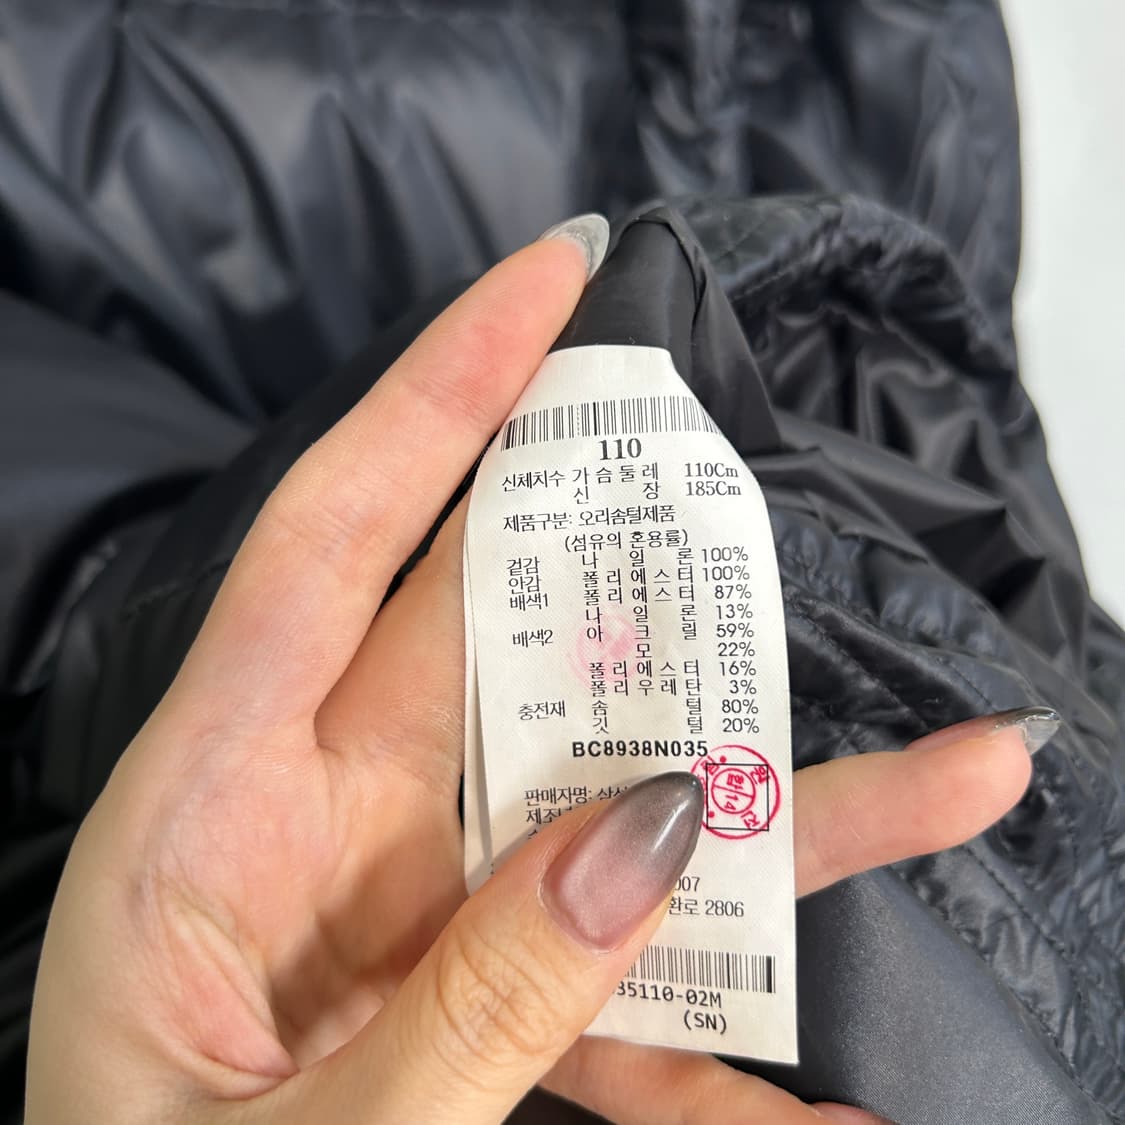 110
신체치수 가슴둘레 110Cm
신장 185Cm
제품구분: 오리솜털제품
(섬유의 혼용률)
겉감 나일론 100%
안감 폴리에스터 100%
배색1 폴리에스터 87%
나일론 13%
배색2 아크릴 59%
모 22%
폴리에스터 16%
폴리우레탄 3%
충전재 솜털 80%
깃털 20%
BC8938N035
판매자명:
007
환로 2806
35110-02M
(SN)